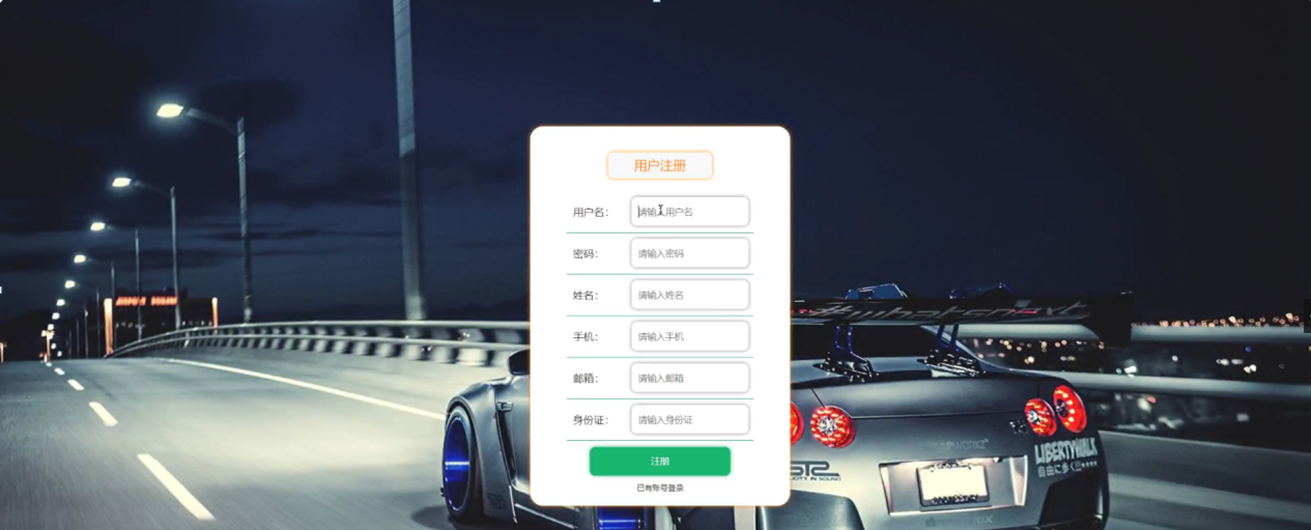 用户注册
用户名： 请输入用户名
密码： 请输入密码
姓名： 请输入姓名
手机： 请输入手机
邮箱： 请输入邮箱
身份证： 请输入身份证
注册
已有账号登录
#whatsnext
LIBERTYWALK